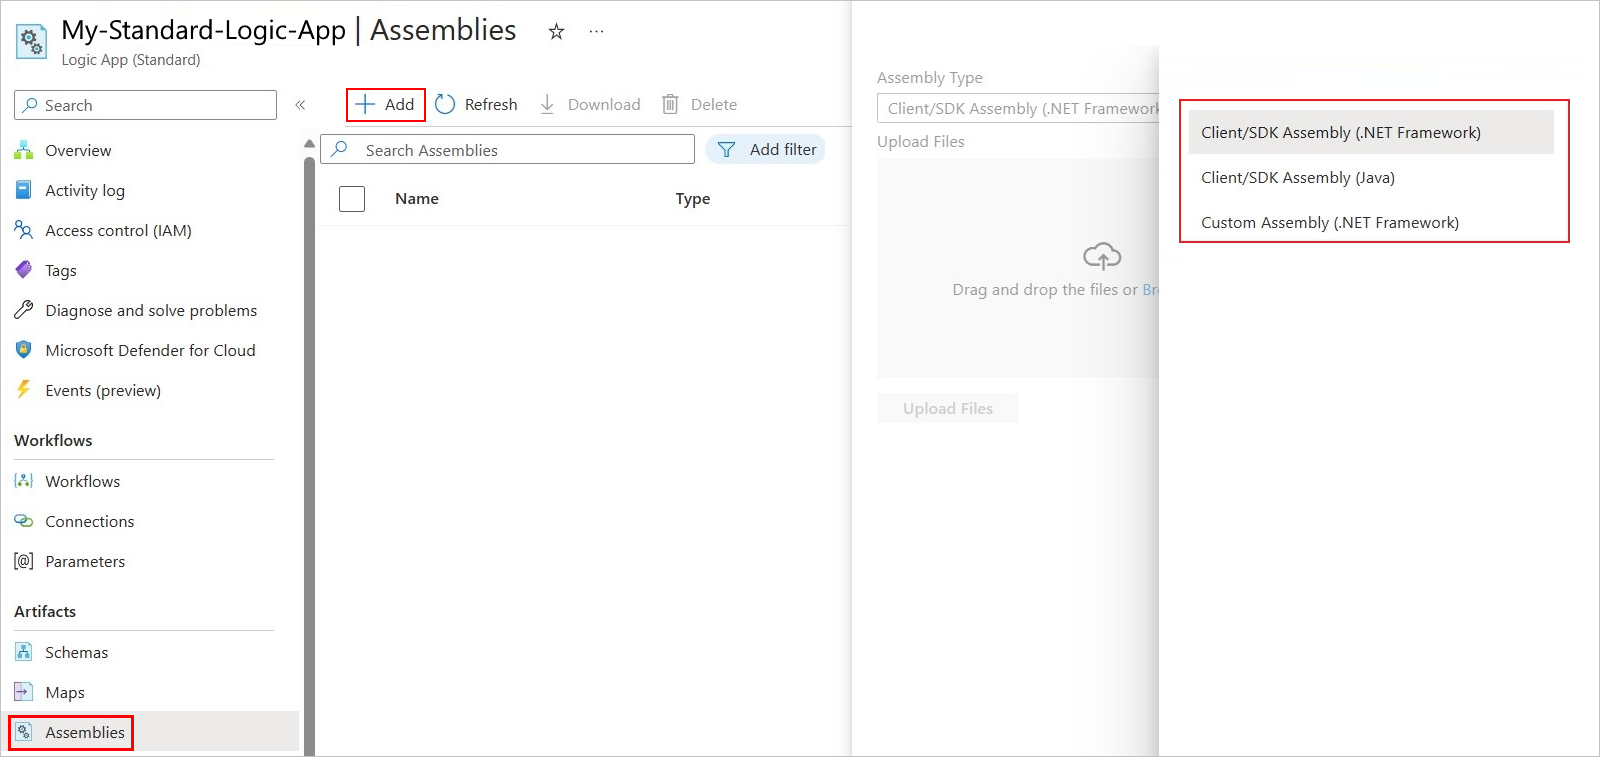 My-Standard-Logic-App | Assemblies
Logic App (Standard)
Search
Overview
Activity log
Access control (IAM)
Tags
Diagnose and solve problems
Microsoft Defender for Cloud
Events (preview)
Workflows
Workflows
Connections
Parameters
Artifacts
Schemas
Maps
Assemblies
Add Refresh Download Delete
Search Assemblies Add filter
Name Type
Assembly Type
Client/SDK Assembly (.NET Framework
Upload Files
Drag and drop the files or Br
Upload Files
Client/SDK Assembly (.NET Framework)
Client/SDK Assembly (Java)
Custom Assembly (.NET Framework)